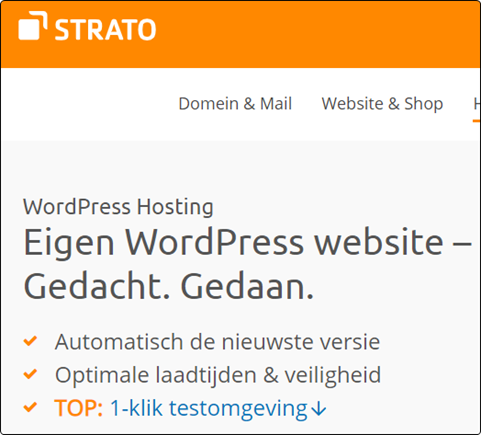 STRATO
Domein & Mail Website & Shop
WordPress Hosting
Eigen WordPress website –
Gedacht. Gedaan.
Automatisch de nieuwste versie
Optimale laadtijden & veiligheid
TOP: 1-klik testomgeving↓